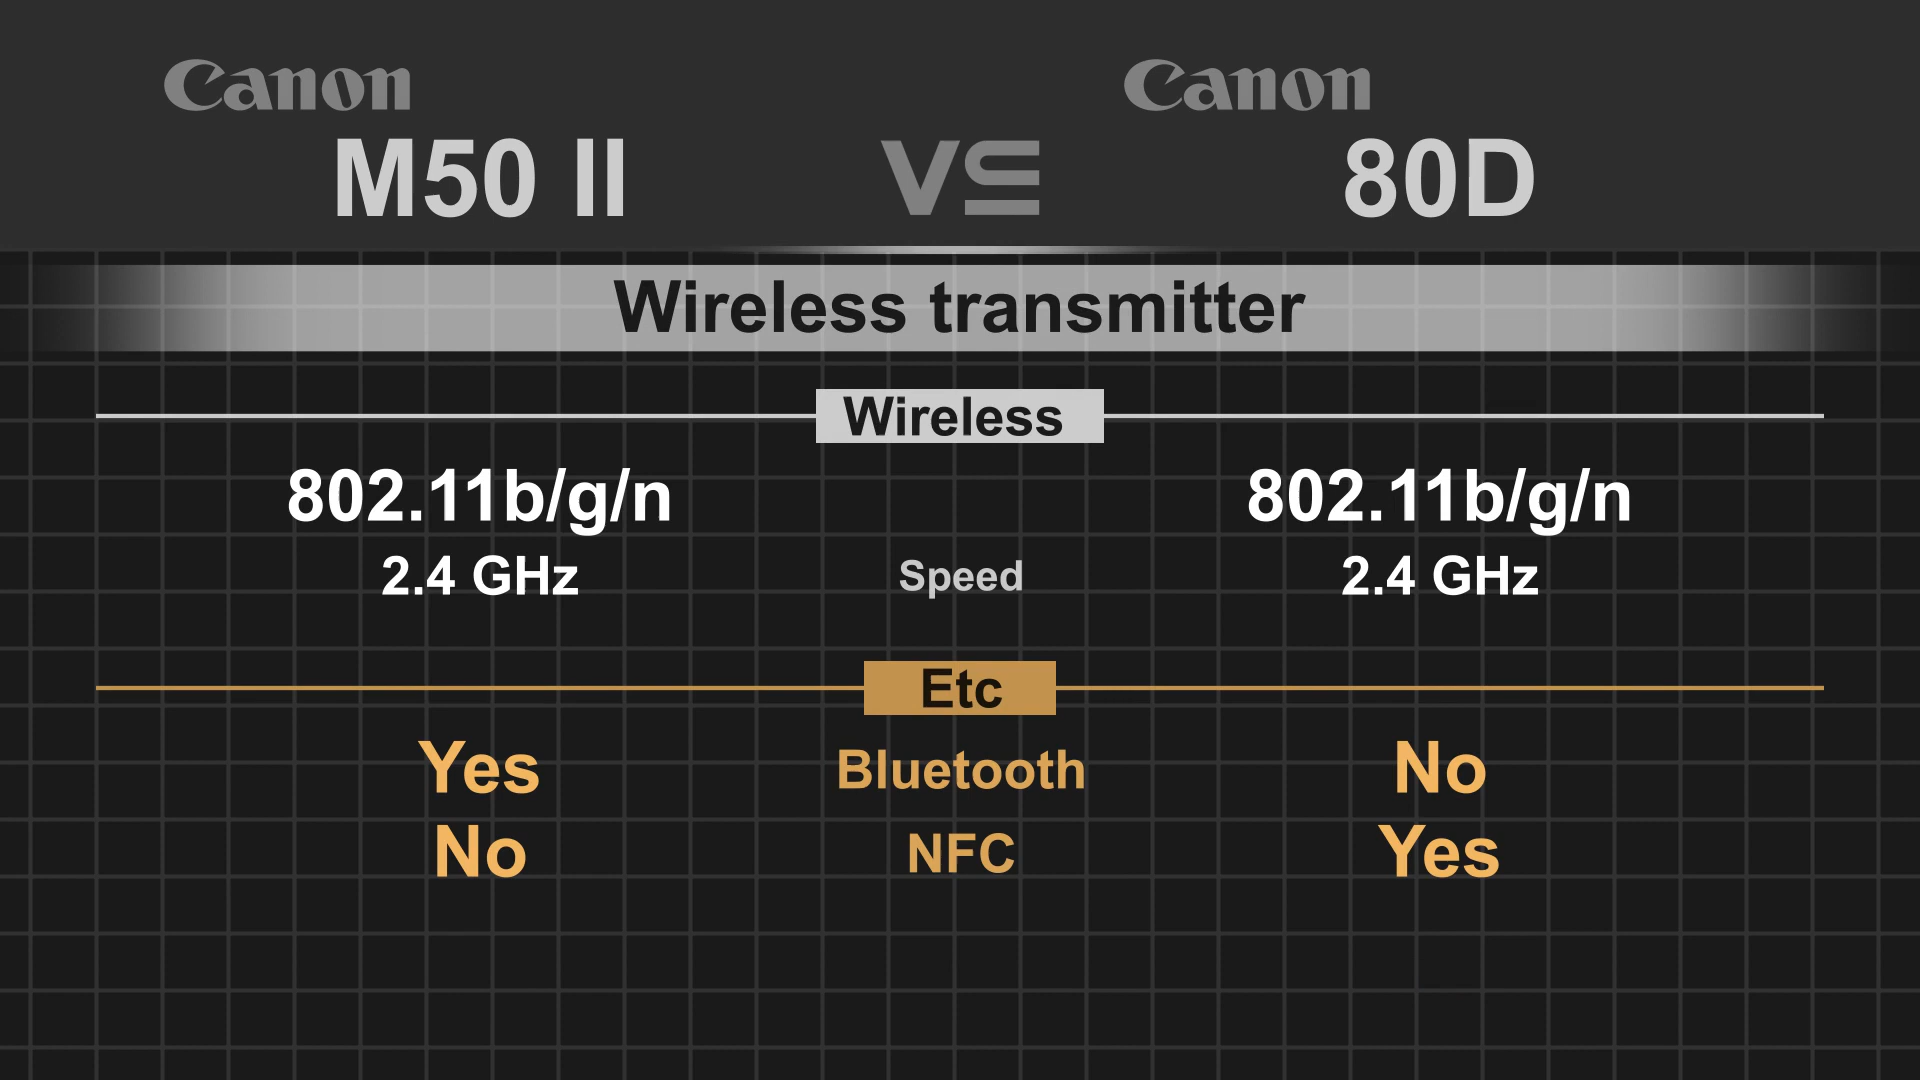 Canon Canon
M50 II VS 80D
Wireless transmitter
Wireless
802.11b/g/n 802.11b/g/n
2.4 GHz Speed 2.4 GHz
Etc
Yes Bluetooth No
No NFC Yes